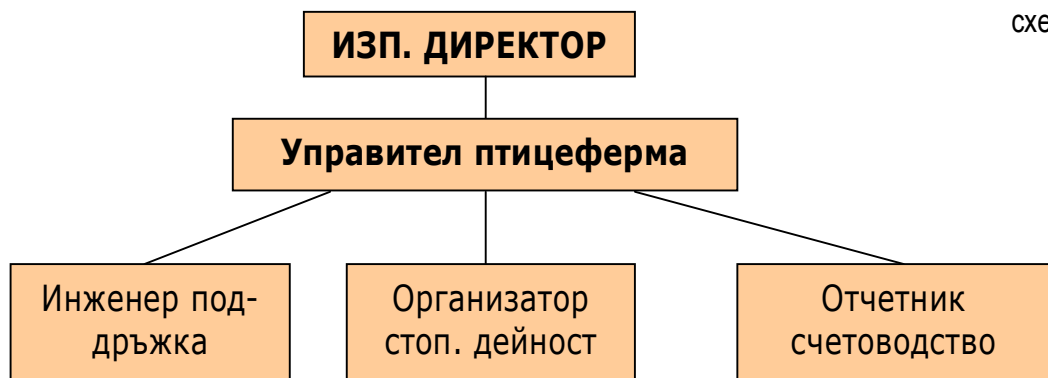 схе
ИЗП. ДИРЕКТОР
Управител птицеферма
Инженер под-
дръжка
Организатор
стоп. дейност
Отчетник
счетоводство